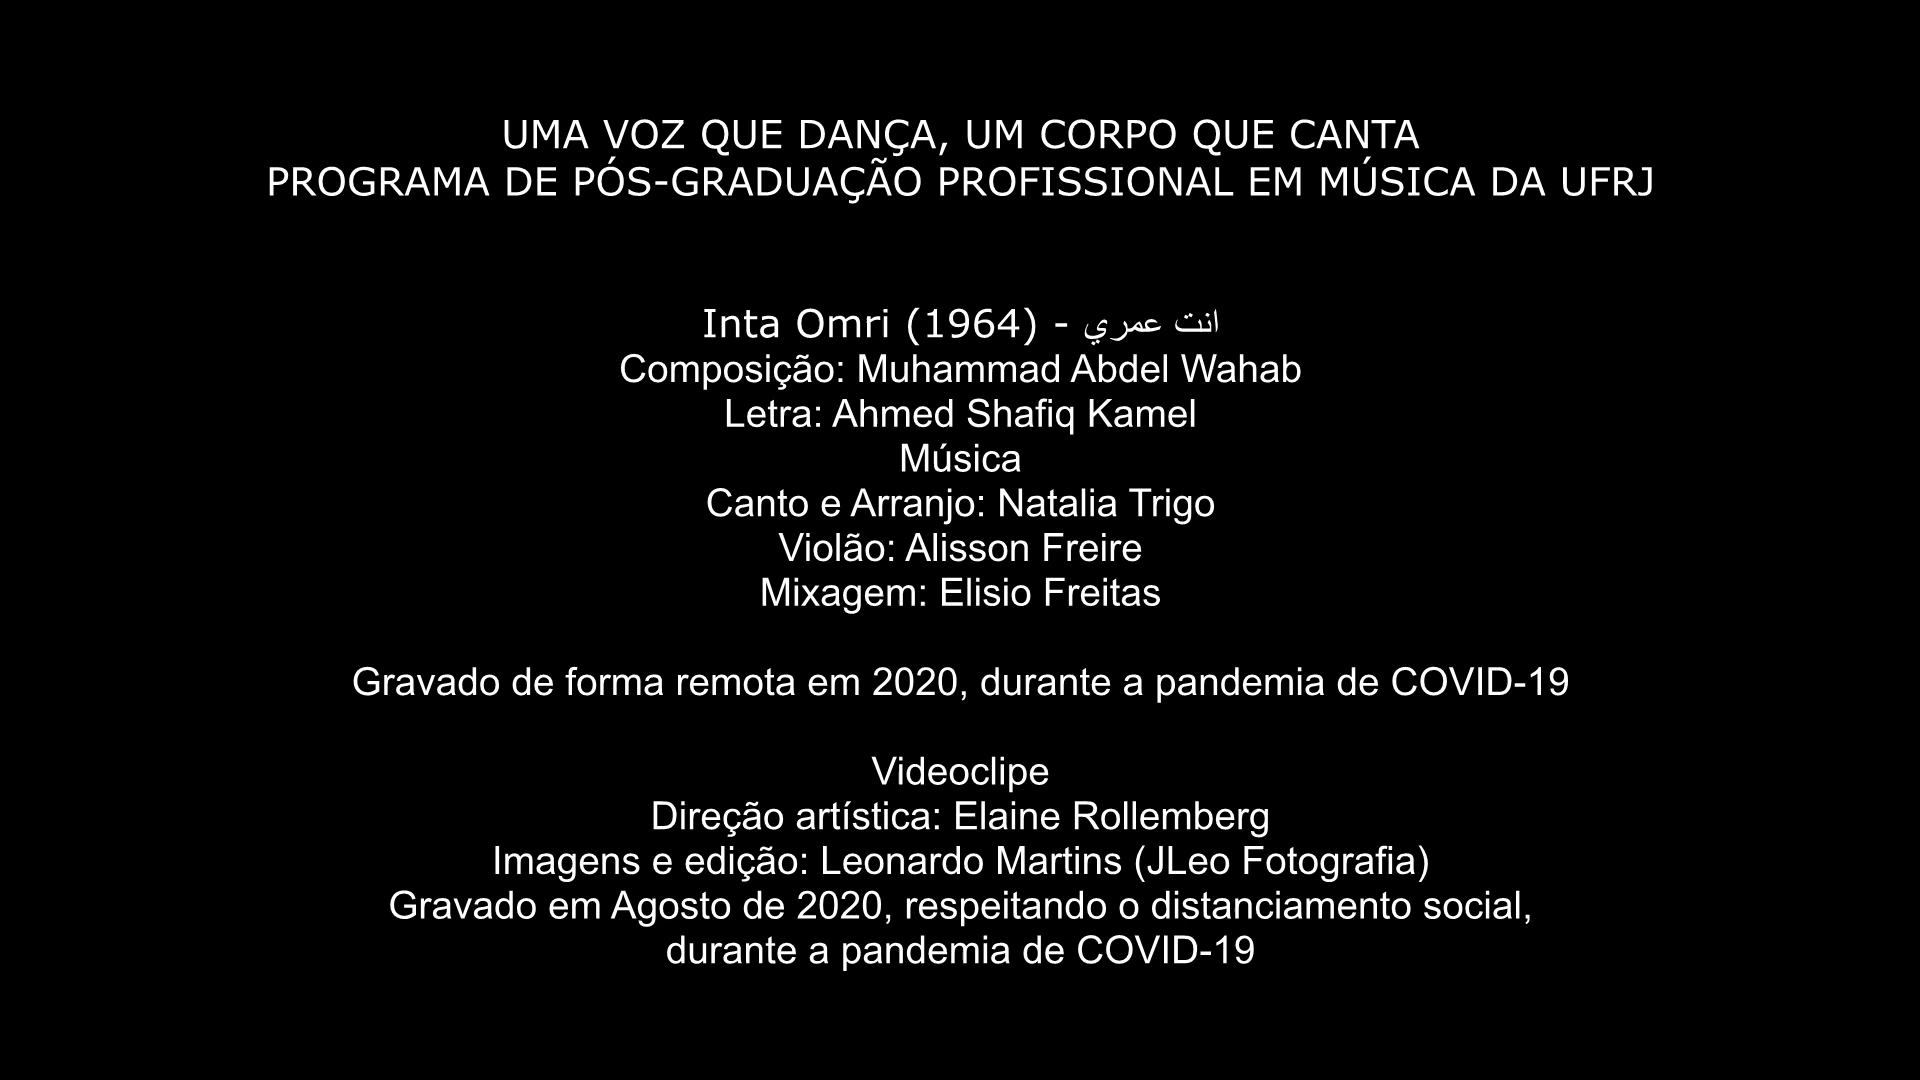 UMA VOZ QUE DANÇA, UM CORPO QUE CANTA
PROGRAMA DE PÓS-GRADUAÇÃO PROFISSIONAL EM MÚSICA DA UFRJ
Inta Omri (1964) - انت عمري
Composição: Muhammad Abdel Wahab
Letra: Ahmed Shafiq Kamel
Música
Canto e Arranjo: Natalia Trigo
Violão: Alisson Freire
Mixagem: Elisio Freitas
Gravado de forma remota em 2020, durante a pandemia de COVID-19
Videoclipe
Direção artística: Elaine Rollemberg
Imagens e edição: Leonardo Martins (JLeo Fotografia)
Gravado em Agosto de 2020, respeitando o distanciamento social,
durante a pandemia de COVID-19